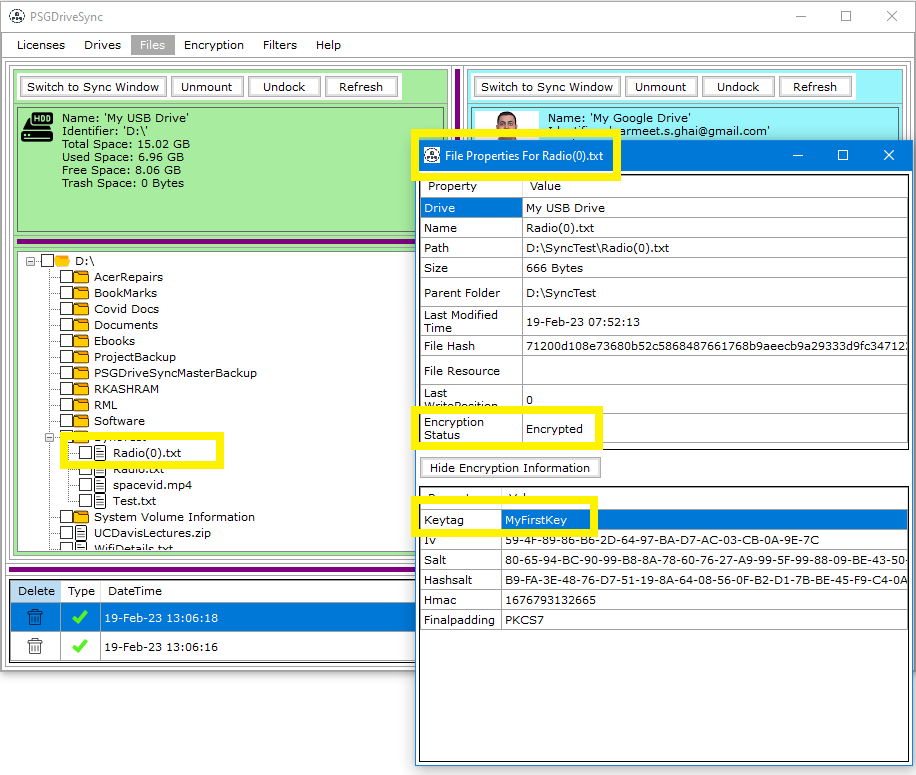 PSGDriveSync
Licenses Drives Files Encryption Filters Help
Switch to Sync Window Unmount Undock Refresh
Name: 'My USB Drive'
Identifier: 'D:\'
Total Space: 15.02 GB
Used Space: 6.96 GB
Free Space: 8.06 GB
Trash Space: 0 Bytes
Switch to Sync Window Unmount Undock Refresh
Name: 'My Google Drive'
armeet.s.ghai@gmail.com'
D:\
AcerRepairs
BookMarks
Covid Docs
Documents
Ebooks
ProjectBackup
PSGDriveSyncMasterBackup
RKASHRAM
RML
Software
SyncTest
Radio(0).txt
Radio.txt
spacevid.mp4
Test.txt
System Volume Information
UCDavisLectures.zip
WifiDetails.txt
Delete Type DateTime
19-Feb-23 13:06:18
19-Feb-23 13:06:16
File Properties For Radio(0).txt
Property Value
Drive My USB Drive
Name Radio(0).txt
Path D:\SyncTest\Radio(0).txt
Size 666 Bytes
Parent Folder D:\SyncTest
Last Modified
Time 19-Feb-23 07:52:13
File Hash 71200d108e73680b52c5868487661768b9aeecb9a29333d9fc347123
File Resource
Last
WritePosition 0
Encryption
Status Encrypted
Hide Encryption Information
Keytag MyFirstKey
IV 59-4F-89-86-B6-2D-64-97-BA-D7-AC-03-CB-0A-9E-7C
Salt 80-65-94-BC-90-99-B8-8A-78-60-76-27-A9-99-5F-99-88-09-BE-43-50-
Hashsalt B9-FA-3E-48-76-D7-51-19-8A-64-08-56-0F-B2-D1-7B-BE-45-F9-C4-0A
Hmac 1676793132665
Finalpadding PKCS7